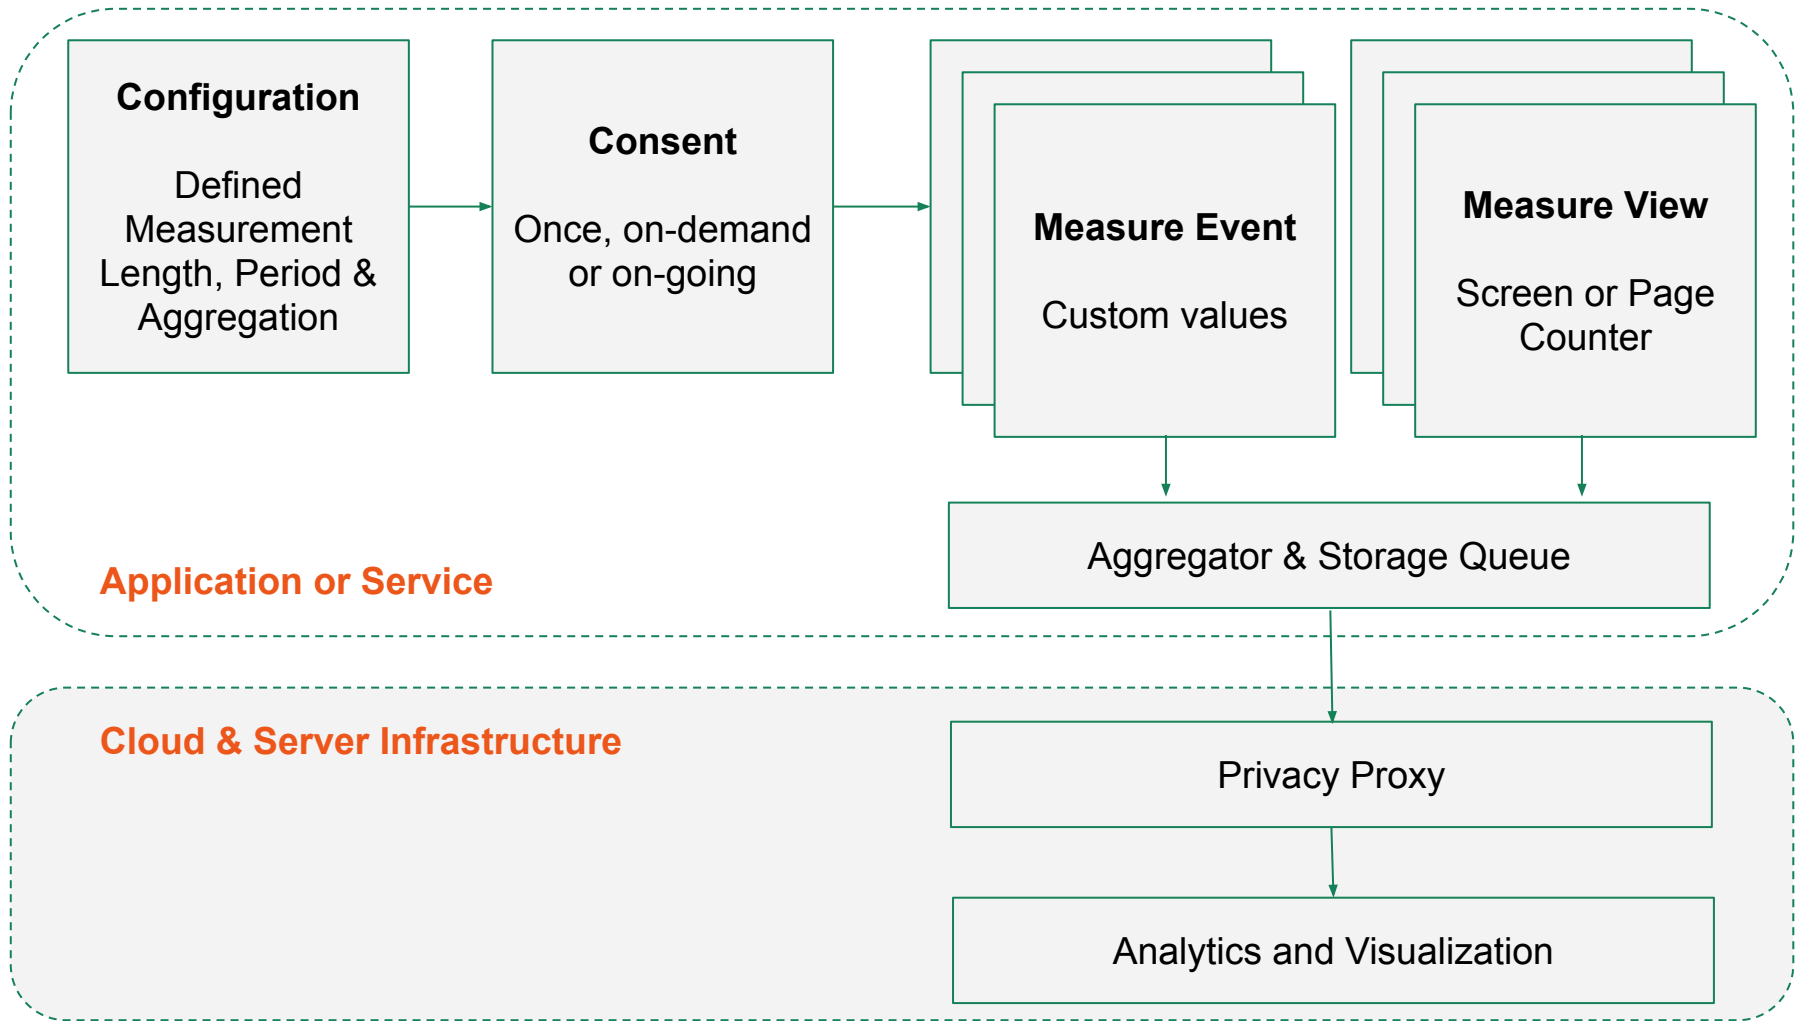 Configuration
Defined
Measurement
Length, Period &
Aggregation
Consent
Once, on-demand
or on-going
Measure Event
Custom values
Measure View
Screen or Page
Counter
Aggregator & Storage Queue
Application or Service
Cloud & Server Infrastructure
Privacy Proxy
Analytics and Visualization